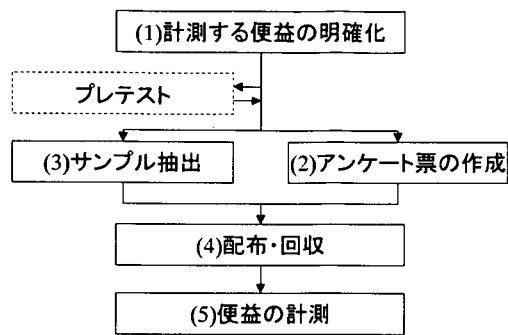 (1)計測する便益の明確化
プレテスト
(3)サンプル抽出
(2)アンケート票の作成
(4)配布・回収
(5)便益の計測